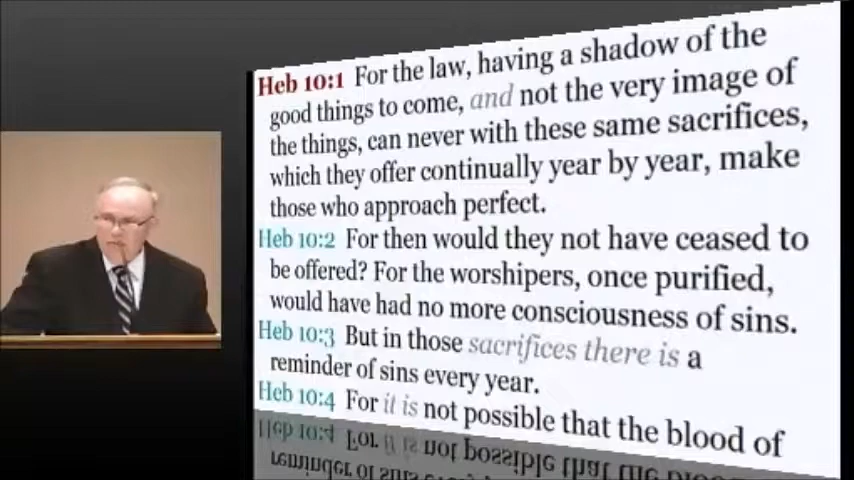 Heb 10:1 For the law, having a shadow of the
good things to come, and not the very image of
the things, can never with these same sacrifices,
which they offer continually year by year, make
those who approach perfect.
Heb 10:2 For then would they not have ceased to
be offered? For the worshipers, once purified,
would have had no more consciousness of sins.
Heb 10:3 But in those sacrifices there is a
reminder of sins every year.
Heb 10:4 For it is not possible that the blood of